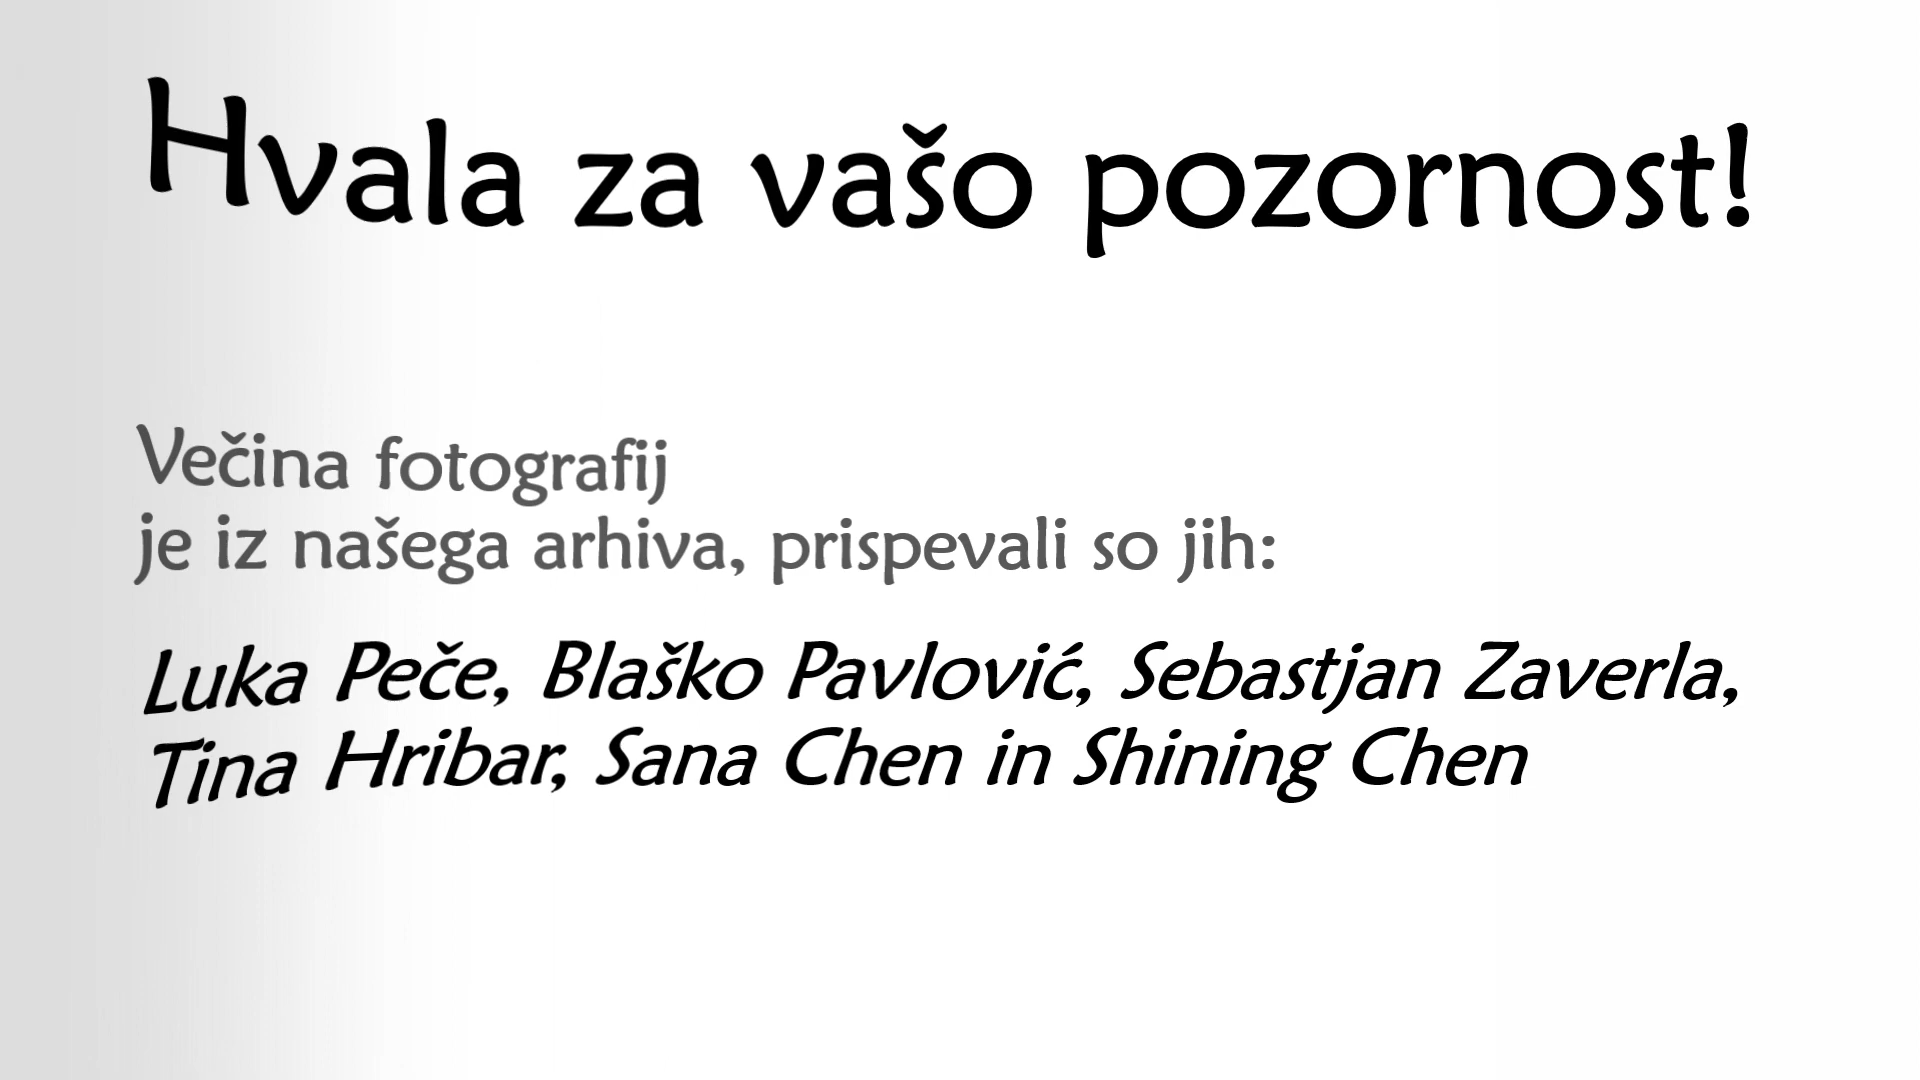 Hvala za vašo pozornost!
Večina fotografij
je iz našega arhiva, prispevali so jih:
Luka Peče, Blaško Pavlović, Sebastjan Zaverla,
Tina Hribar, Sana Chen in Shining Chen